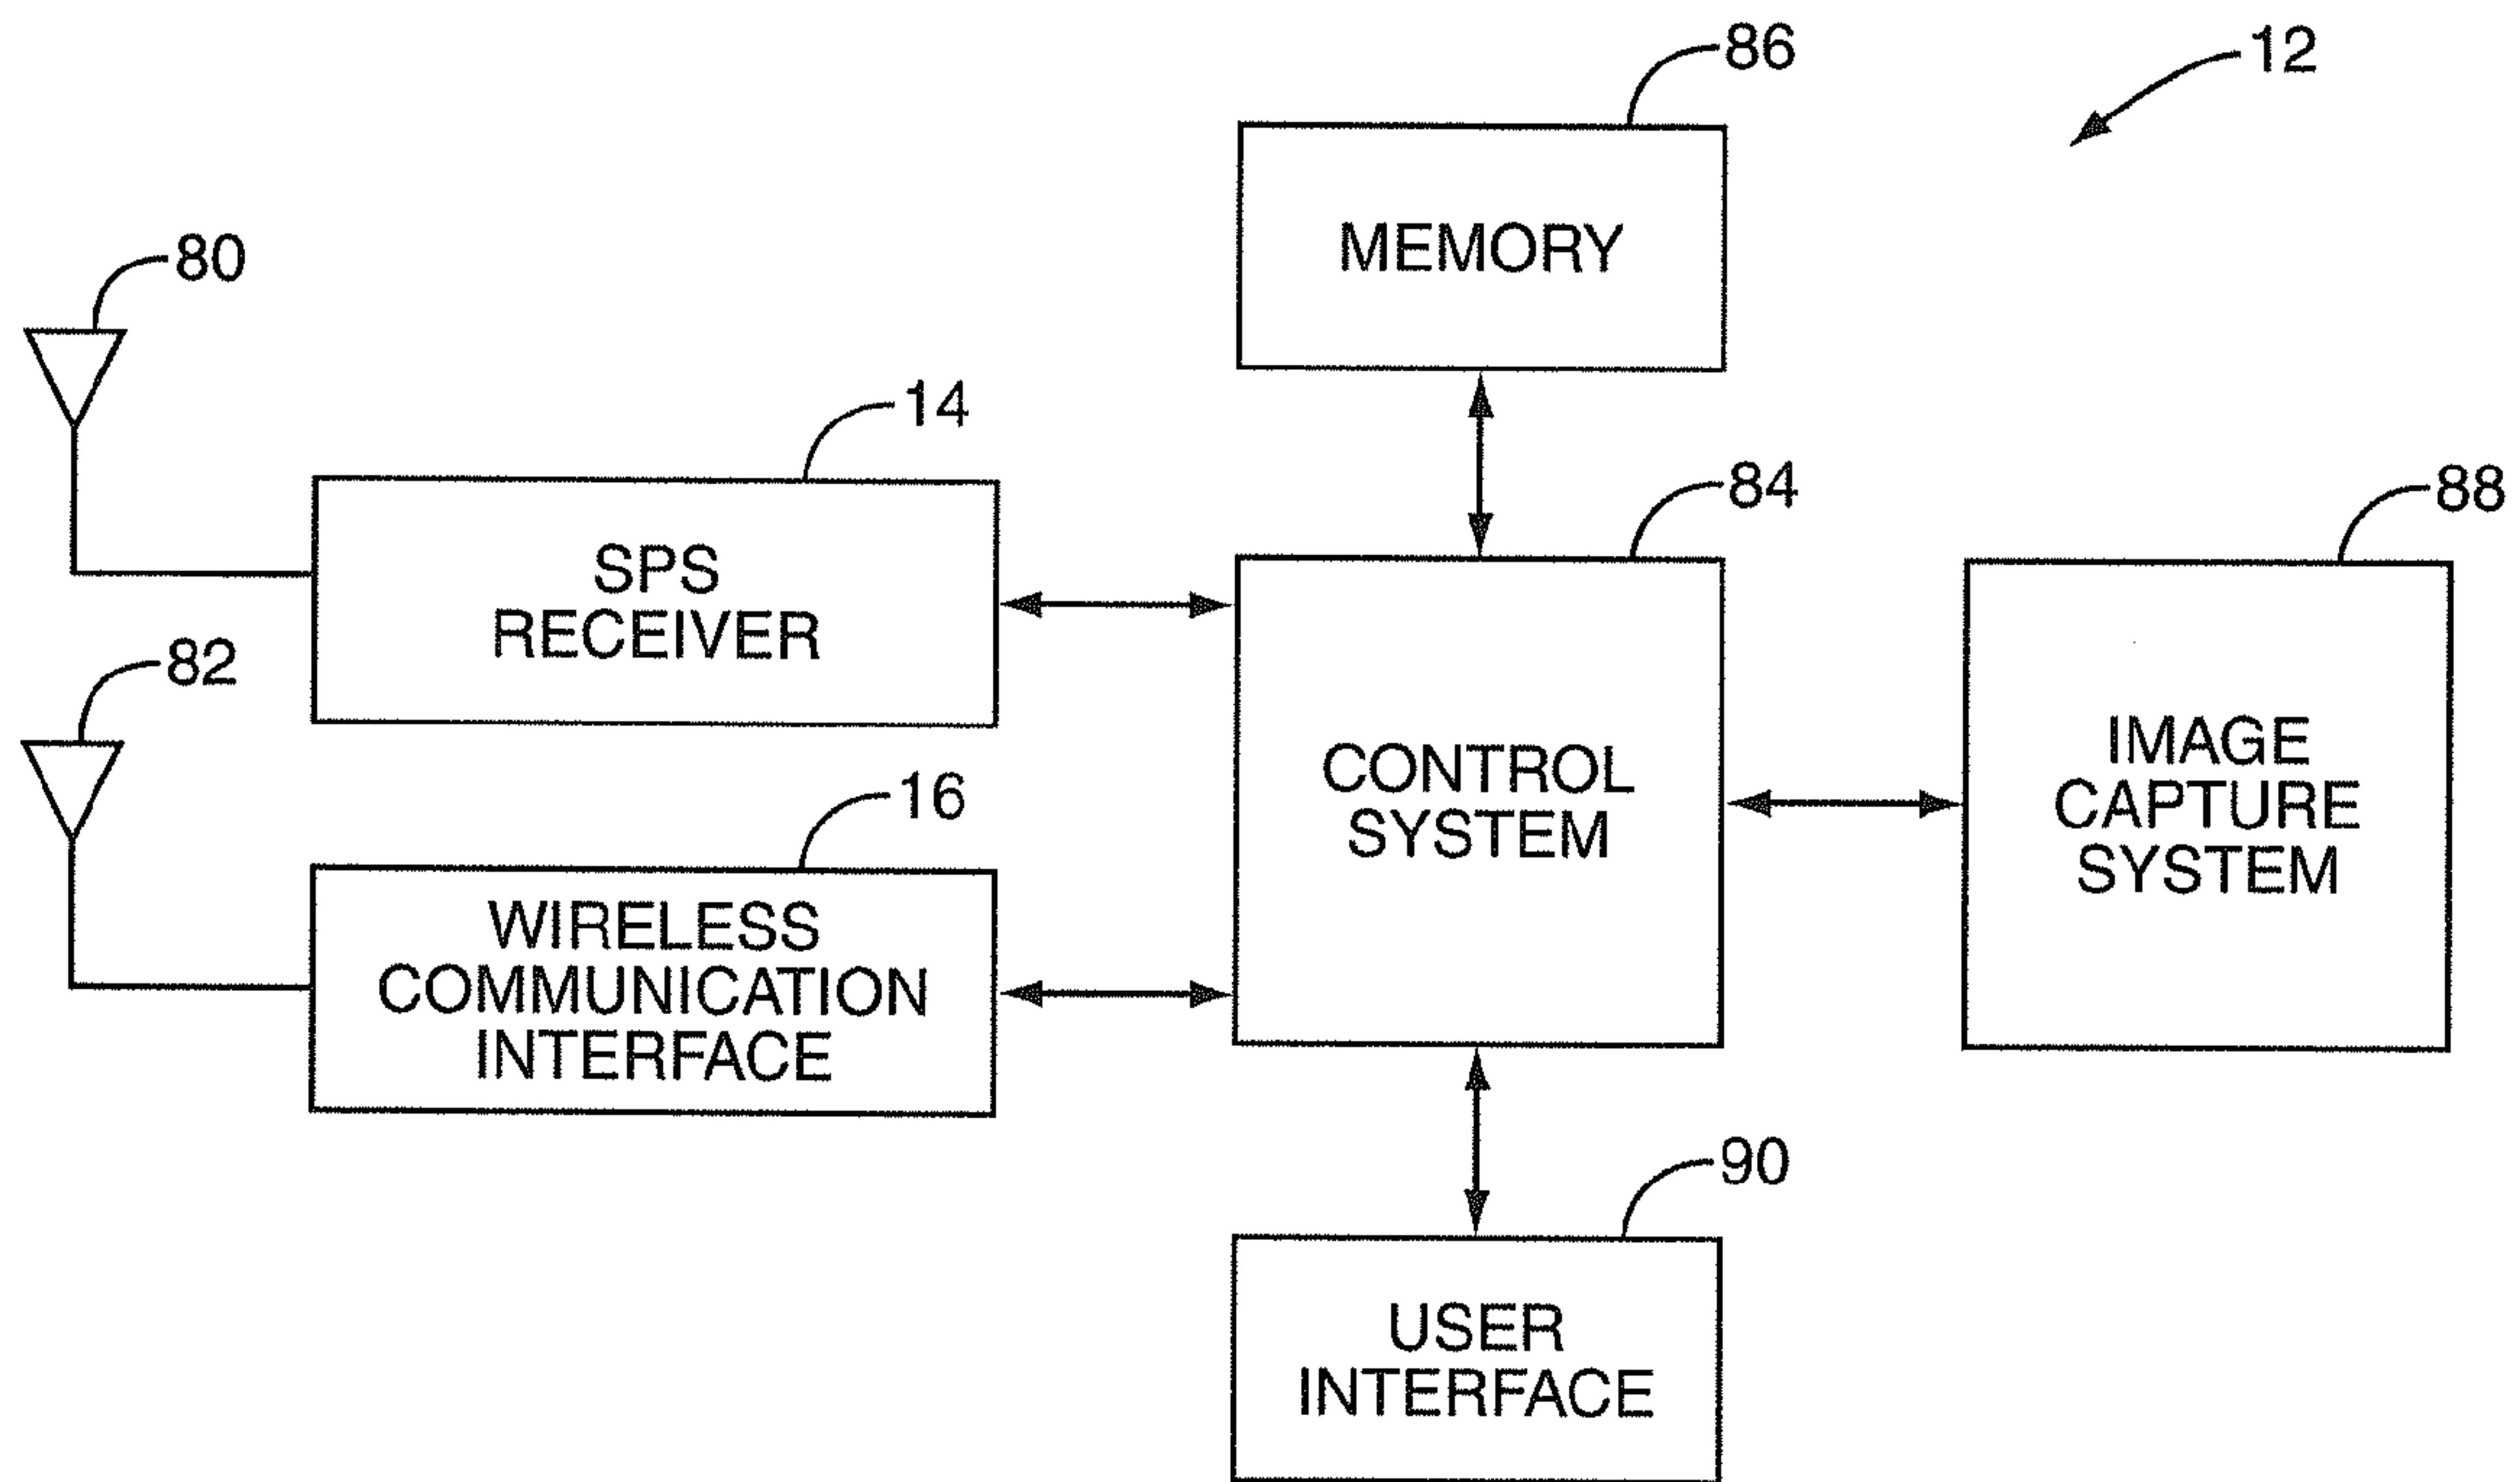 86
12
MEMORY
80
14
84
88
SPS
RECEIVER
82
CONTROL
SYSTEM
IMAGE
CAPTURE
SYSTEM
16
WIRELESS
COMMUNICATION
INTERFACE
90
USER
INTERFACE